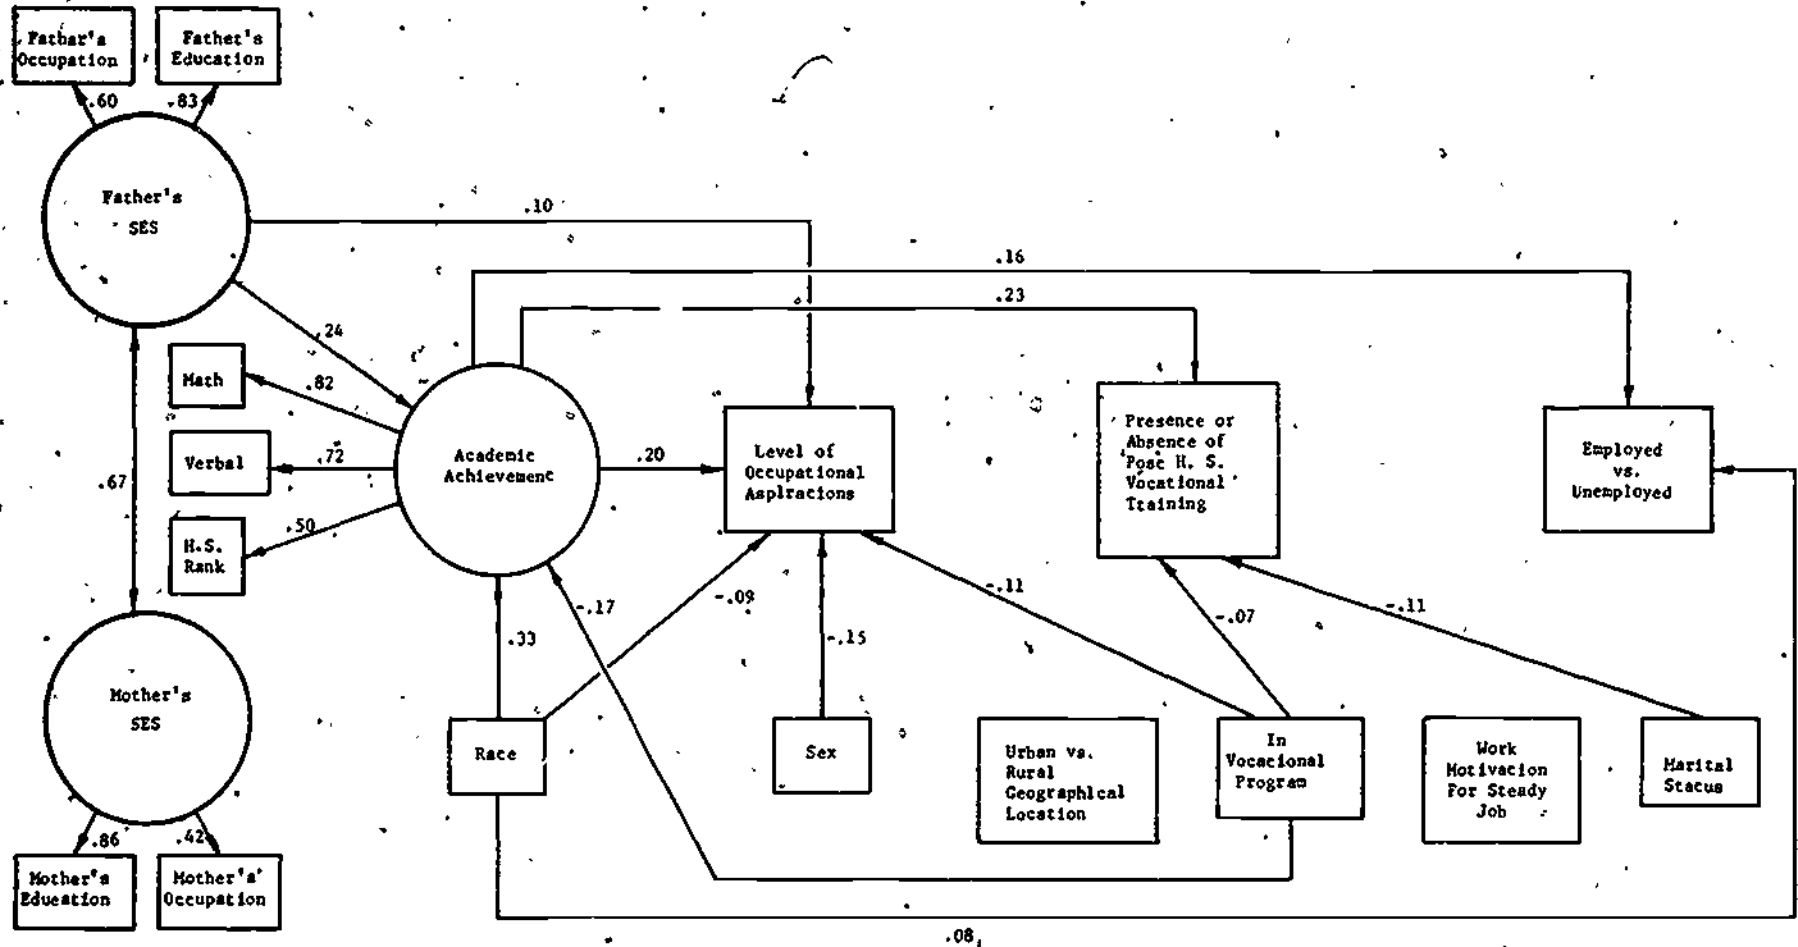 Father's
Occupation
Father's
Education
.60
.83
Father's
SES
.10
.16
.23
.24
Math
.82
Verbal
.72
H.S.
Rank
.50
.67
Academic
Achievement
.20
Level of
Occupational
Aspirations
Presence or
Absence of
Post H. S.
Vocational
Training
Employed
vs.
Unemployed
.33
-.17
-.09
-.15
-.11
-.07
-.11
Mother's
SES
Race
Sex
Urban vs.
Rural
Geographical
Location
In
Vocational
Program
Work
Motivation
For Steady
Job
Marital
Status
.86
.42
Mother's
Education
Mother's
Occupation
.08